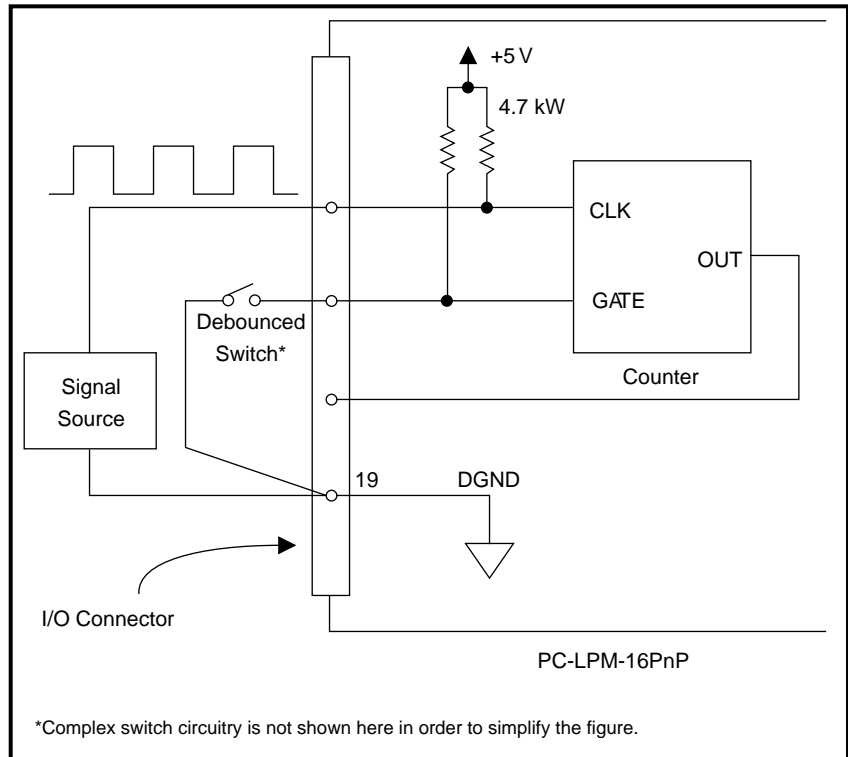 +5 V
4.7 kW
CLK
OUT
GATE
Debounced
Switch*
Counter
Signal
Source
19
DGND
I/O Connector
PC-LPM-16PnP
*Complex switch circuitry is not shown here in order to simplify the figure.